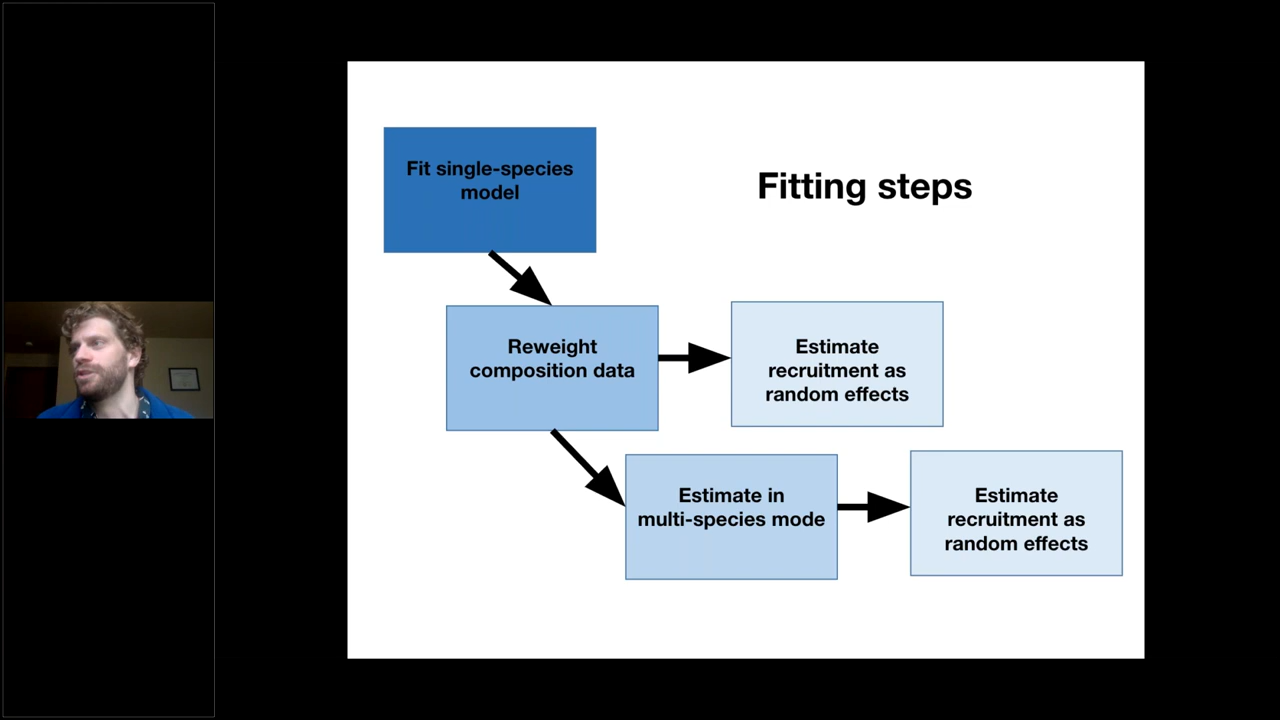 Fitting steps
Fit single-species
model
Reweight
composition data
Estimate
recruitment as
random effects
Estimate in
multi-species mode
Estimate
recruitment as
random effects